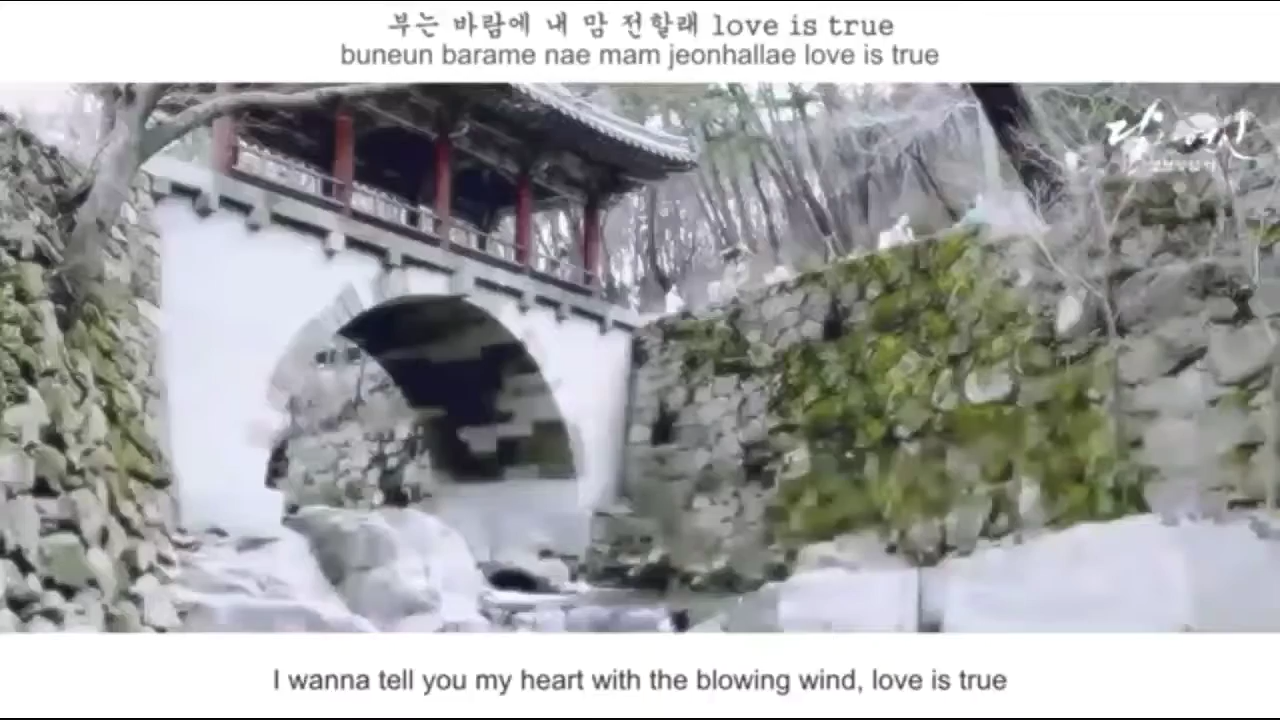 부는 바람에 내 맘 전할래 love is true
buneun barame nae mam jeonhallae love is true
I wanna tell you my heart with the blowing wind, love is true